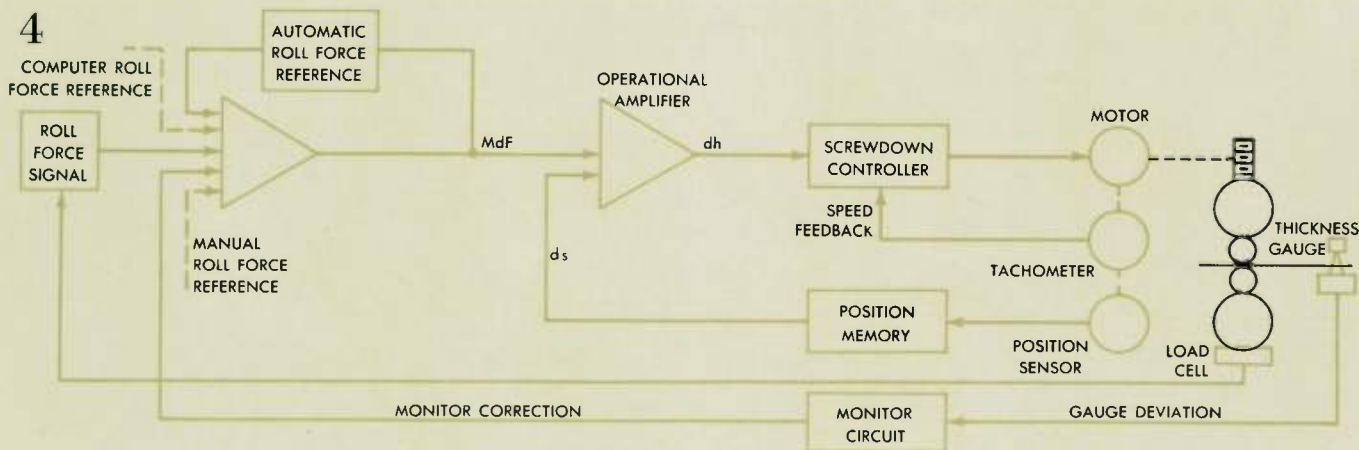 4
COMPUTER ROLL
FORCE REFERENCE
AUTOMATIC
ROLL FORCE
REFERENCE
ROLL
FORCE
SIGNAL
MANUAL
ROLL FORCE
REFERENCE
MdF
OPERATIONAL
AMPLIFIER
dh
ds
SCREWDOWN
CONTROLLER
SPEED
FEEDBACK
MOTOR
TACHOMETER
POSITION
MEMORY
POSITION
SENSOR
THICKNESS
GAUGE
LOAD
CELL
MONITOR CORRECTION
MONITOR
CIRCUIT
GAUGE DEVIATION